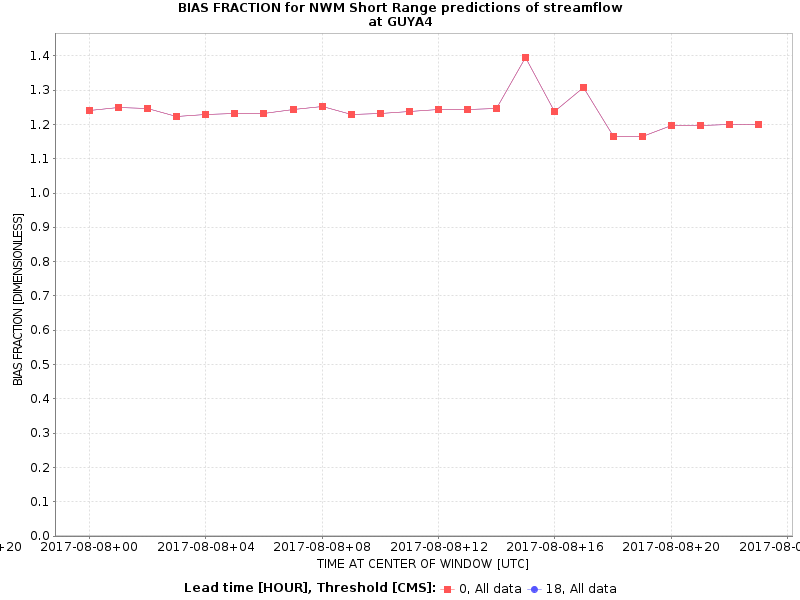 BIAS FRACTION for NWM Short Range predictions of streamflow
at GUYA4
BIAS FRACTION [DIMENSIONLESS]
1.4
1.3
1.2
1.1
1.0
0.9
0.8
0.7
0.6
0.5
0.4
0.3
0.2
0.1
0.0
+20 2017-08-08+00 2017-08-08+04 2017-08-08+08 2017-08-08+12 2017-08-08+16 2017-08-08+20 2017-08-0
TIME AT CENTER OF WINDOW [UTC]
Lead time [HOUR], Threshold [CMS]: 0, All data 18, All data